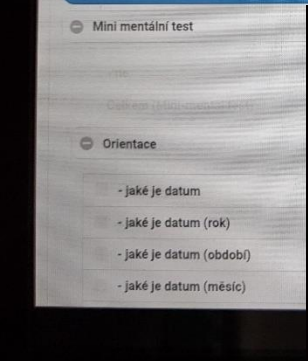 Mini mentální test
Orientace
- jaké je datum
- jaké je datum (rok)
- jaké je datum (období)
- jaké je datum (měsíc)